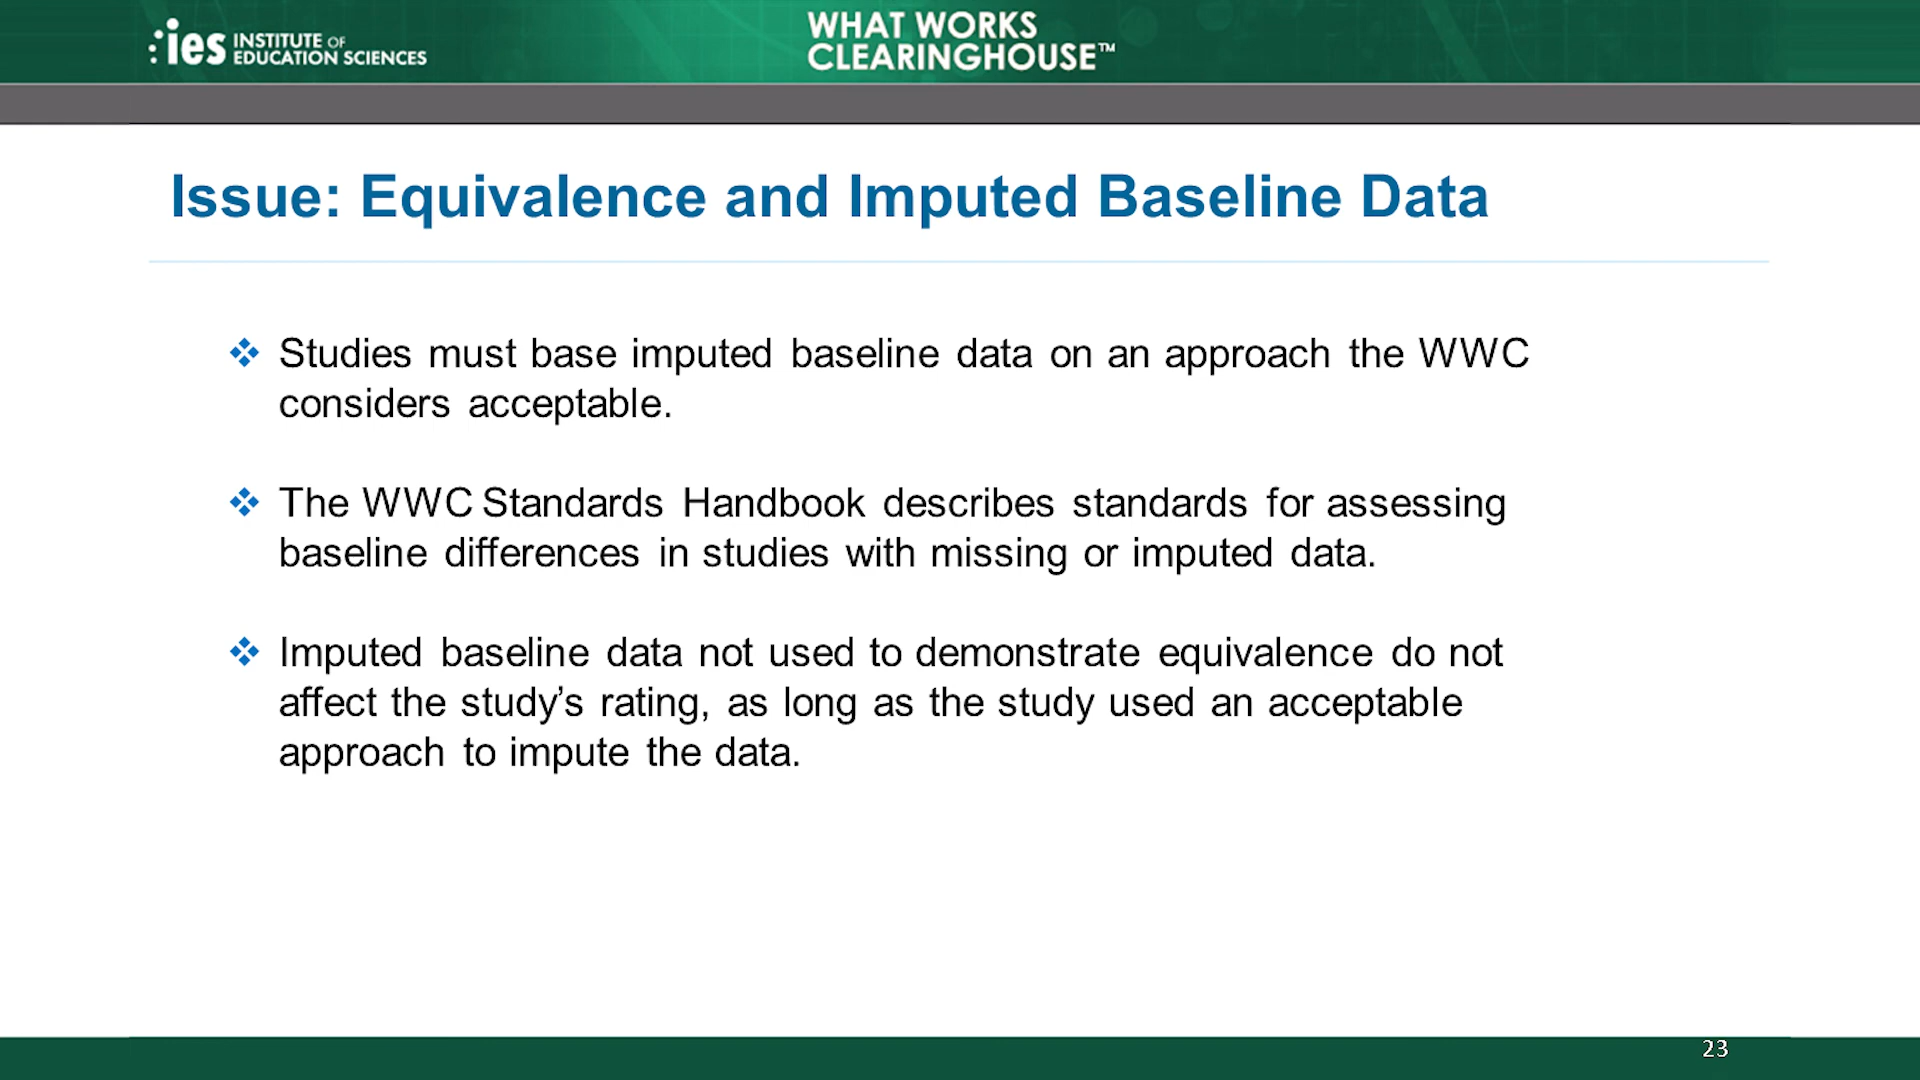 ies INSTITUTE OF
EDUCATION SCIENCES
WHAT WORKS
CLEARINGHOUSE™
Issue: Equivalence and Imputed Baseline Data
Studies must base imputed baseline data on an approach the WWC
considers acceptable.
The WWC Standards Handbook describes standards for assessing
baseline differences in studies with missing or imputed data.
Imputed baseline data not used to demonstrate equivalence do not
affect the study’s rating, as long as the study used an acceptable
approach to impute the data.
23